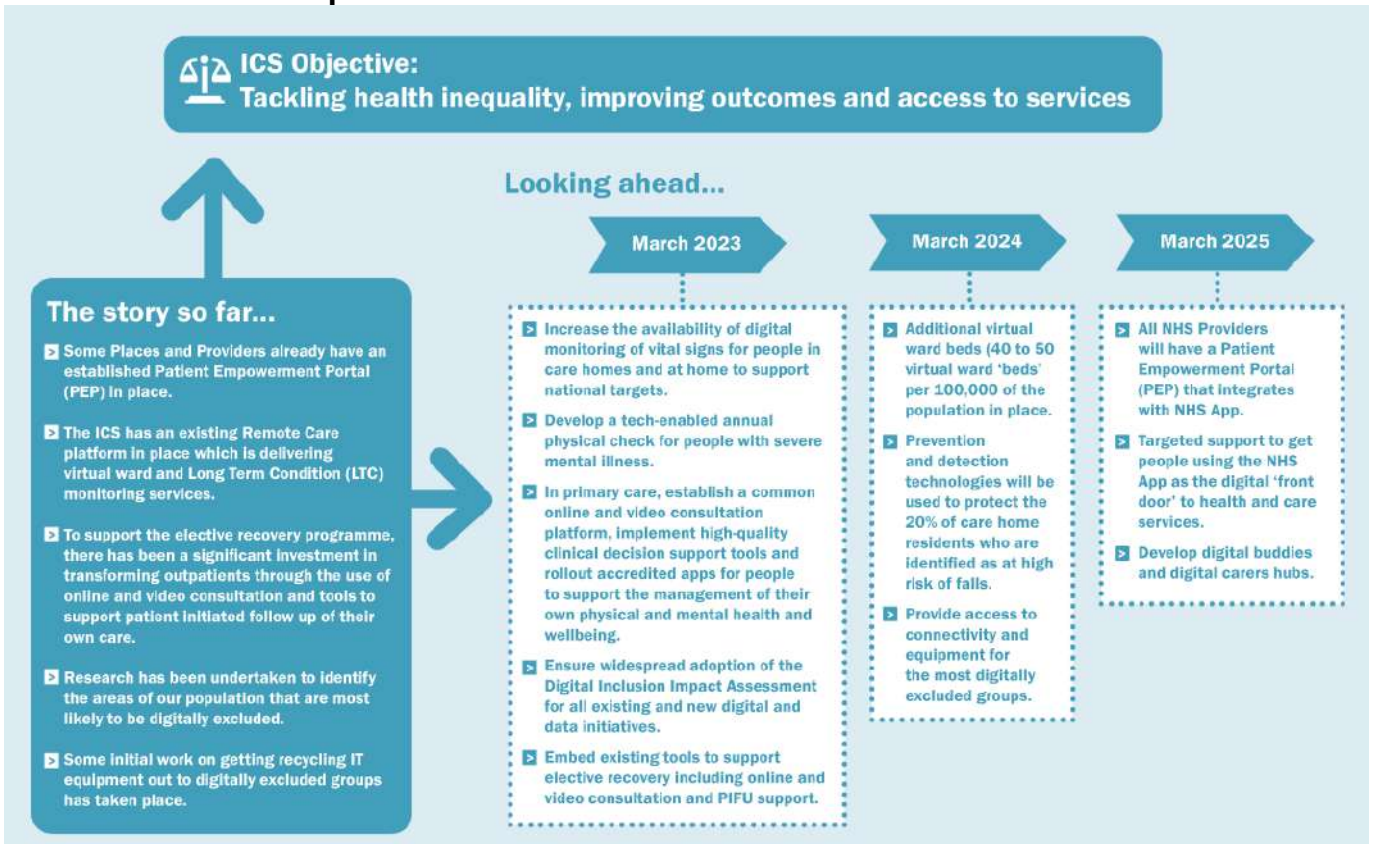 ICS Objective:
Tackling health inequality, improving outcomes and access to services
Looking ahead...
The story so far...
Some Places and Providers already have an
established Patient Empowerment Portal
(PEP) in place.
The ICS has an existing Remote Care
platform in place which is delivering
virtual ward and Long Term Condition (LTC)
monitoring services.
To support the elective recovery programme,
there has been a significant investment in
transforming outpatients through the use of
online and video consultation and tools to
support patient initiated follow up of their
own care.
Research has been undertaken to identify
the areas of our population that are most
likely to be digitally excluded.
Some initial work on getting recycling IT
equipment out to digitally excluded groups
has taken place.
March 2023
Increase the availability of digital
monitoring of vital signs for people in
care homes and at home to support
national targets.
Develop a tech-enabled annual
physical check for people with severe
mental illness.
In primary care, establish a common
online and video consultation
platform, implement high-quality
clinical decision support tools and
rollout accredited apps for people
to support the management of their
own physical and mental health and
wellbeing.
Ensure widespread adoption of the
Digital Inclusion Impact Assessment
for all existing and new digital and
data initiatives.
Embed existing tools to support
elective recovery including online and
video consultation and PIFU support.
March 2024
Additional virtual
ward beds (40 to 50
virtual ward ‘beds’
per 100,000 of the
population in place.
Prevention
and detection
technologies will be
used to protect the
20% of care home
residents who are
identified as at high
risk of falls.
Provide access to
connectivity and
equipment for
the most digitally
excluded groups.
March 2025
All NHS Providers
will have a Patient
Empowerment Portal
(PEP) that integrates
with NHS App.
Targeted support to get
people using the NHS
App as the digital ‘front
door’ to health and care
services.
Develop digital buddies
and digital carers hubs.